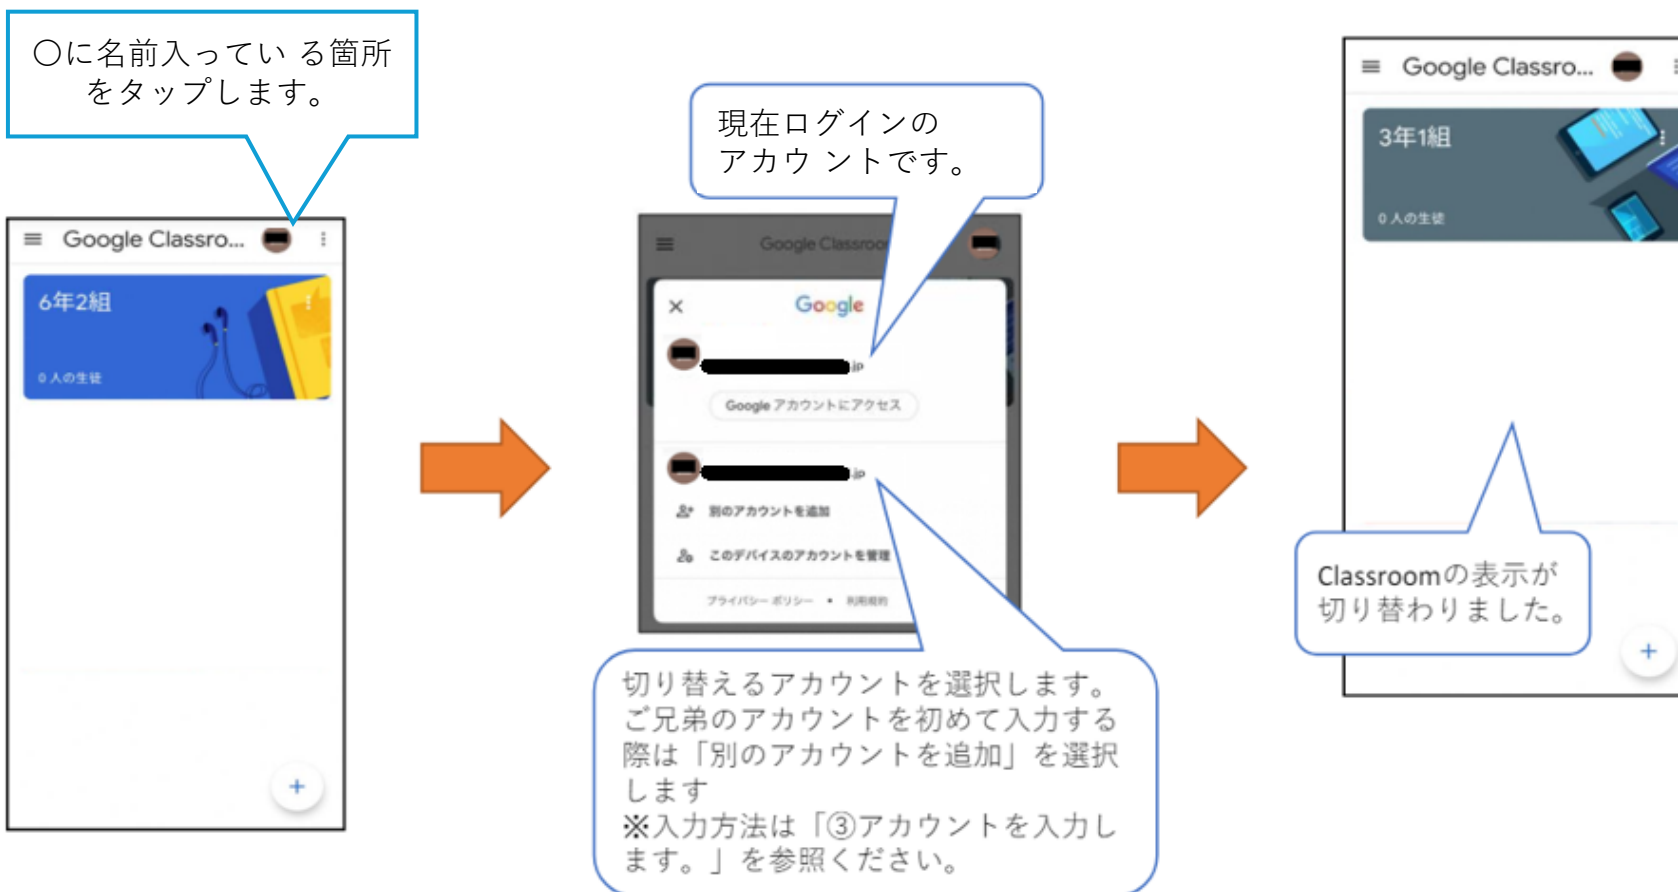 〇に名前入ってい る箇所
をタップします。
Google Classro...
6年2組
0 人の生徒
現在ログインの
アカウ ントです。
Google Classroo
Google
.jp
Google アカウントにアクセス
.jp
別のアカウントを追加
このデバイスのアカウントを管理
プライバシー ポリシー • 利用規約
切り替えるアカウントを選択します。
ご兄弟のアカウントを初めて入力する
際は「別のアカウントを追加」を選択
します
※入力方法は「③アカウントを入力し
ます。」を参照ください。
Google Classro...
3年1組
0 人の生徒
Classroomの表示が
切り替わりました。